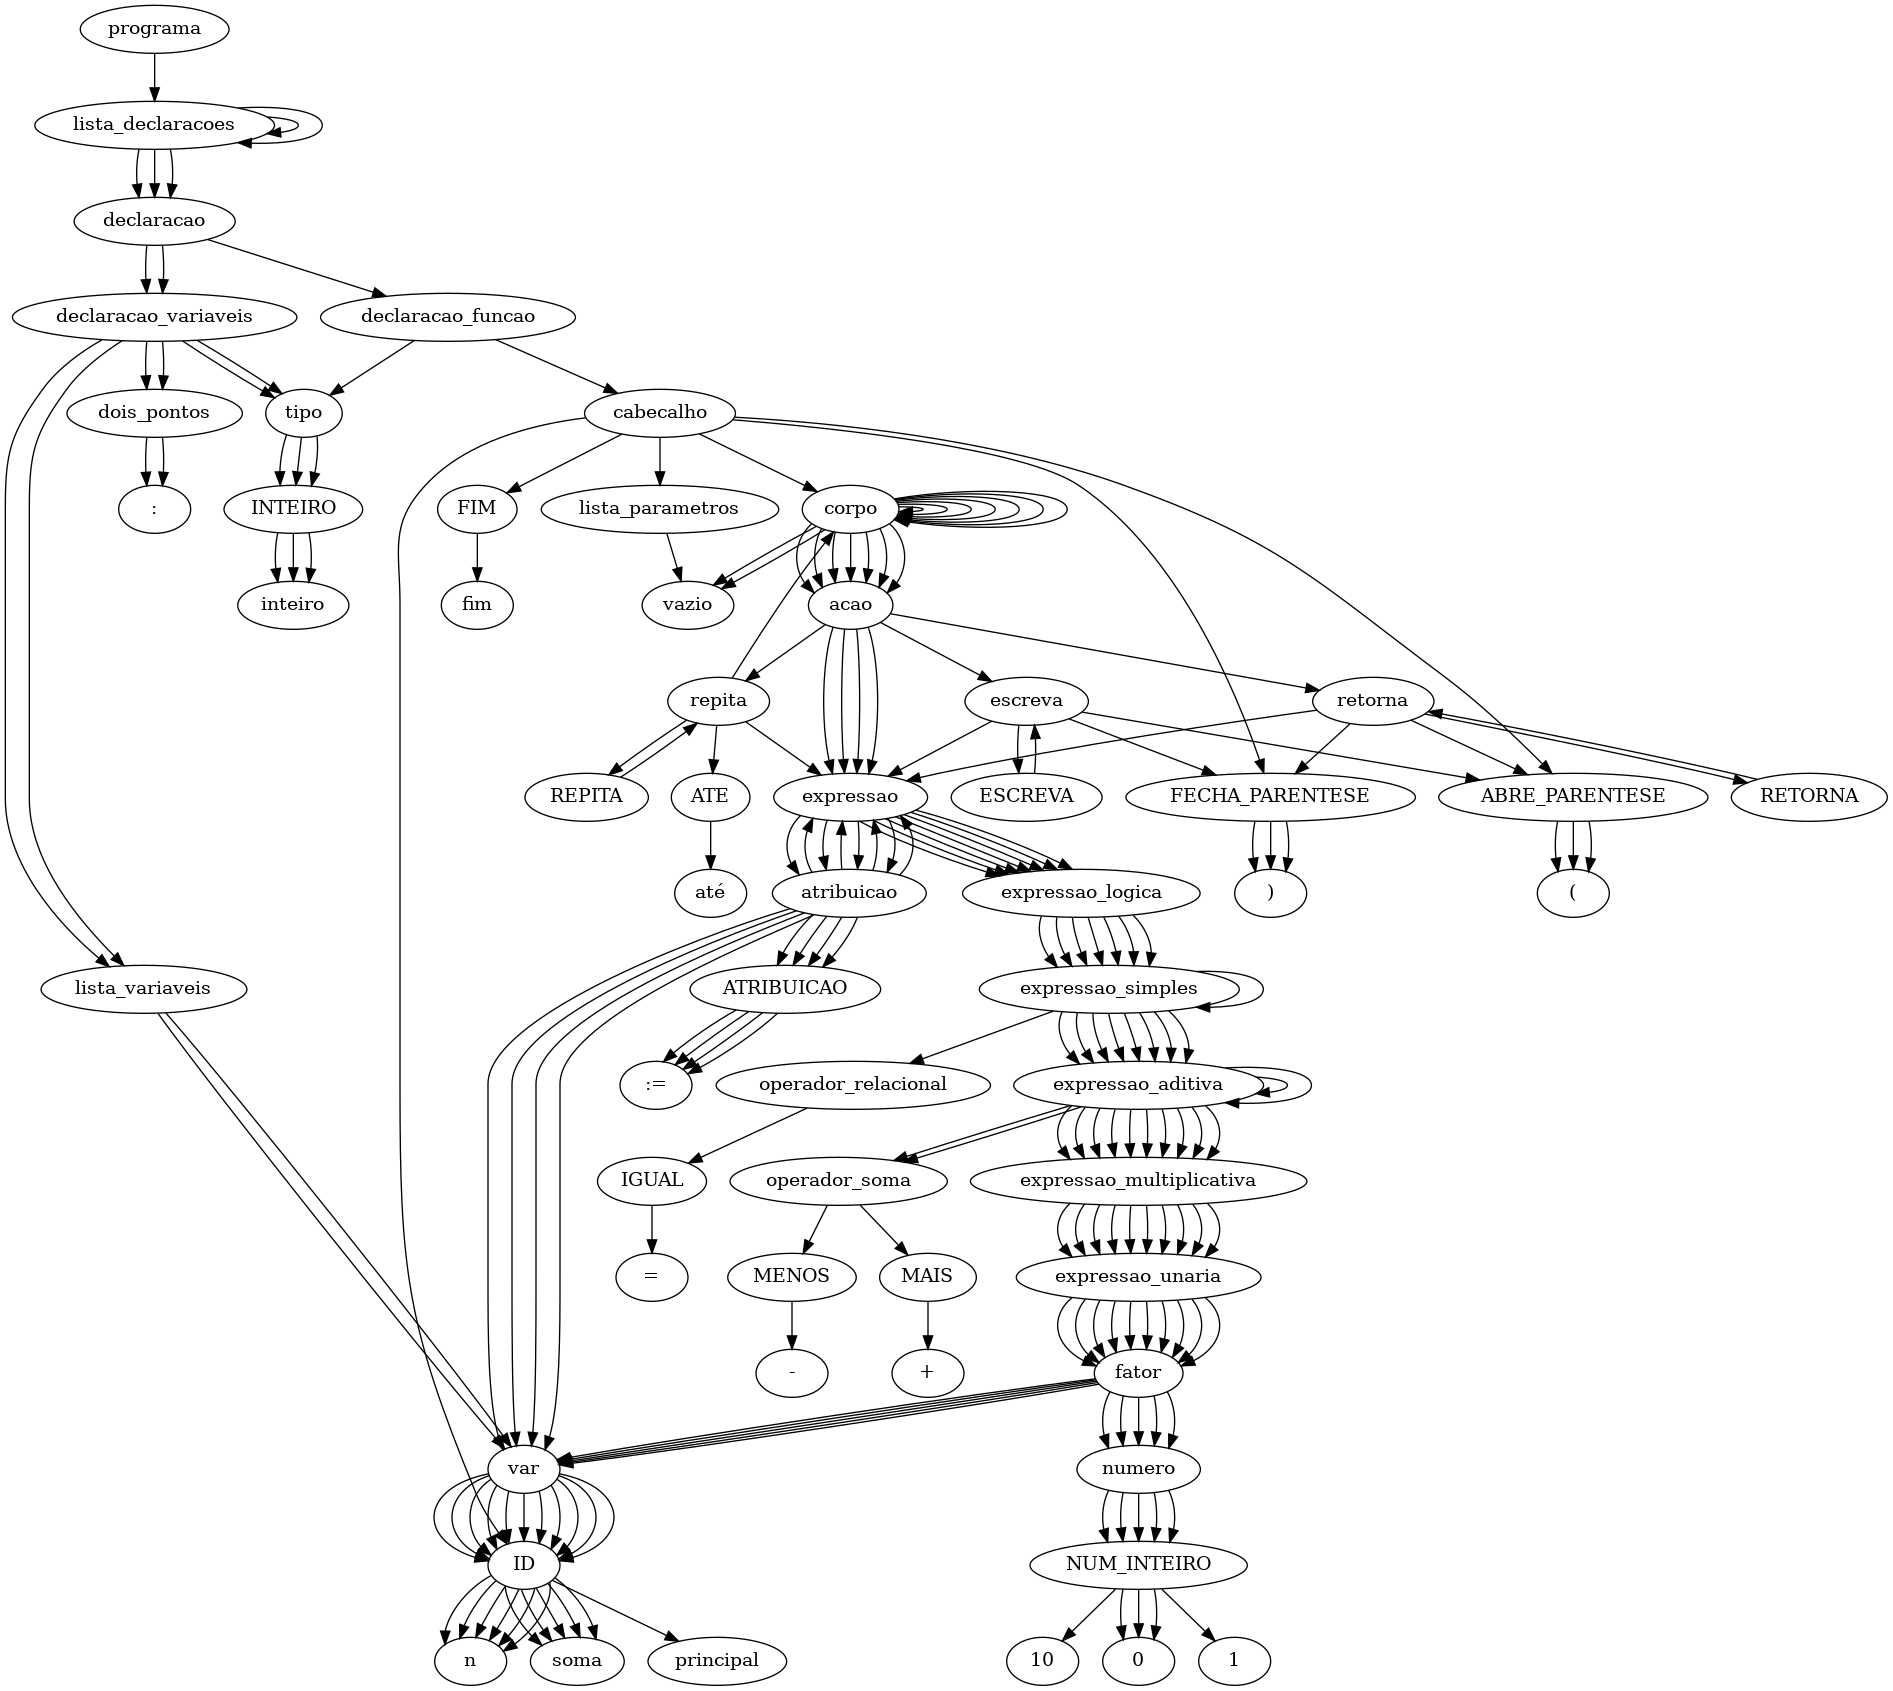 programa
lista_declaracoes
declaracao
declaracao_variaveis
declaracao_funcao
dois_pontos
tipo
cabecalho
:
INTEIRO
FIM
lista_parametros
corpo
inteiro
fim
vazio
acao
repita
escreva
retorna
REPITA
ATE
expressao
ESCREVA
FECHA_PARENTESE
ABRE_PARENTESE
RETORNA
até
atribuicao
expressao_logica
)
(
lista_variaveis
ATRIBUICAO
expressao_simples
:=
operador_relacional
expressao_aditiva
IGUAL
operador_soma
expressao_multiplicativa
=
MENOS
MAIS
expressao_unaria
-
+
fator
var
numero
ID
NUM_INTEIRO
n
soma
principal
10
0
1